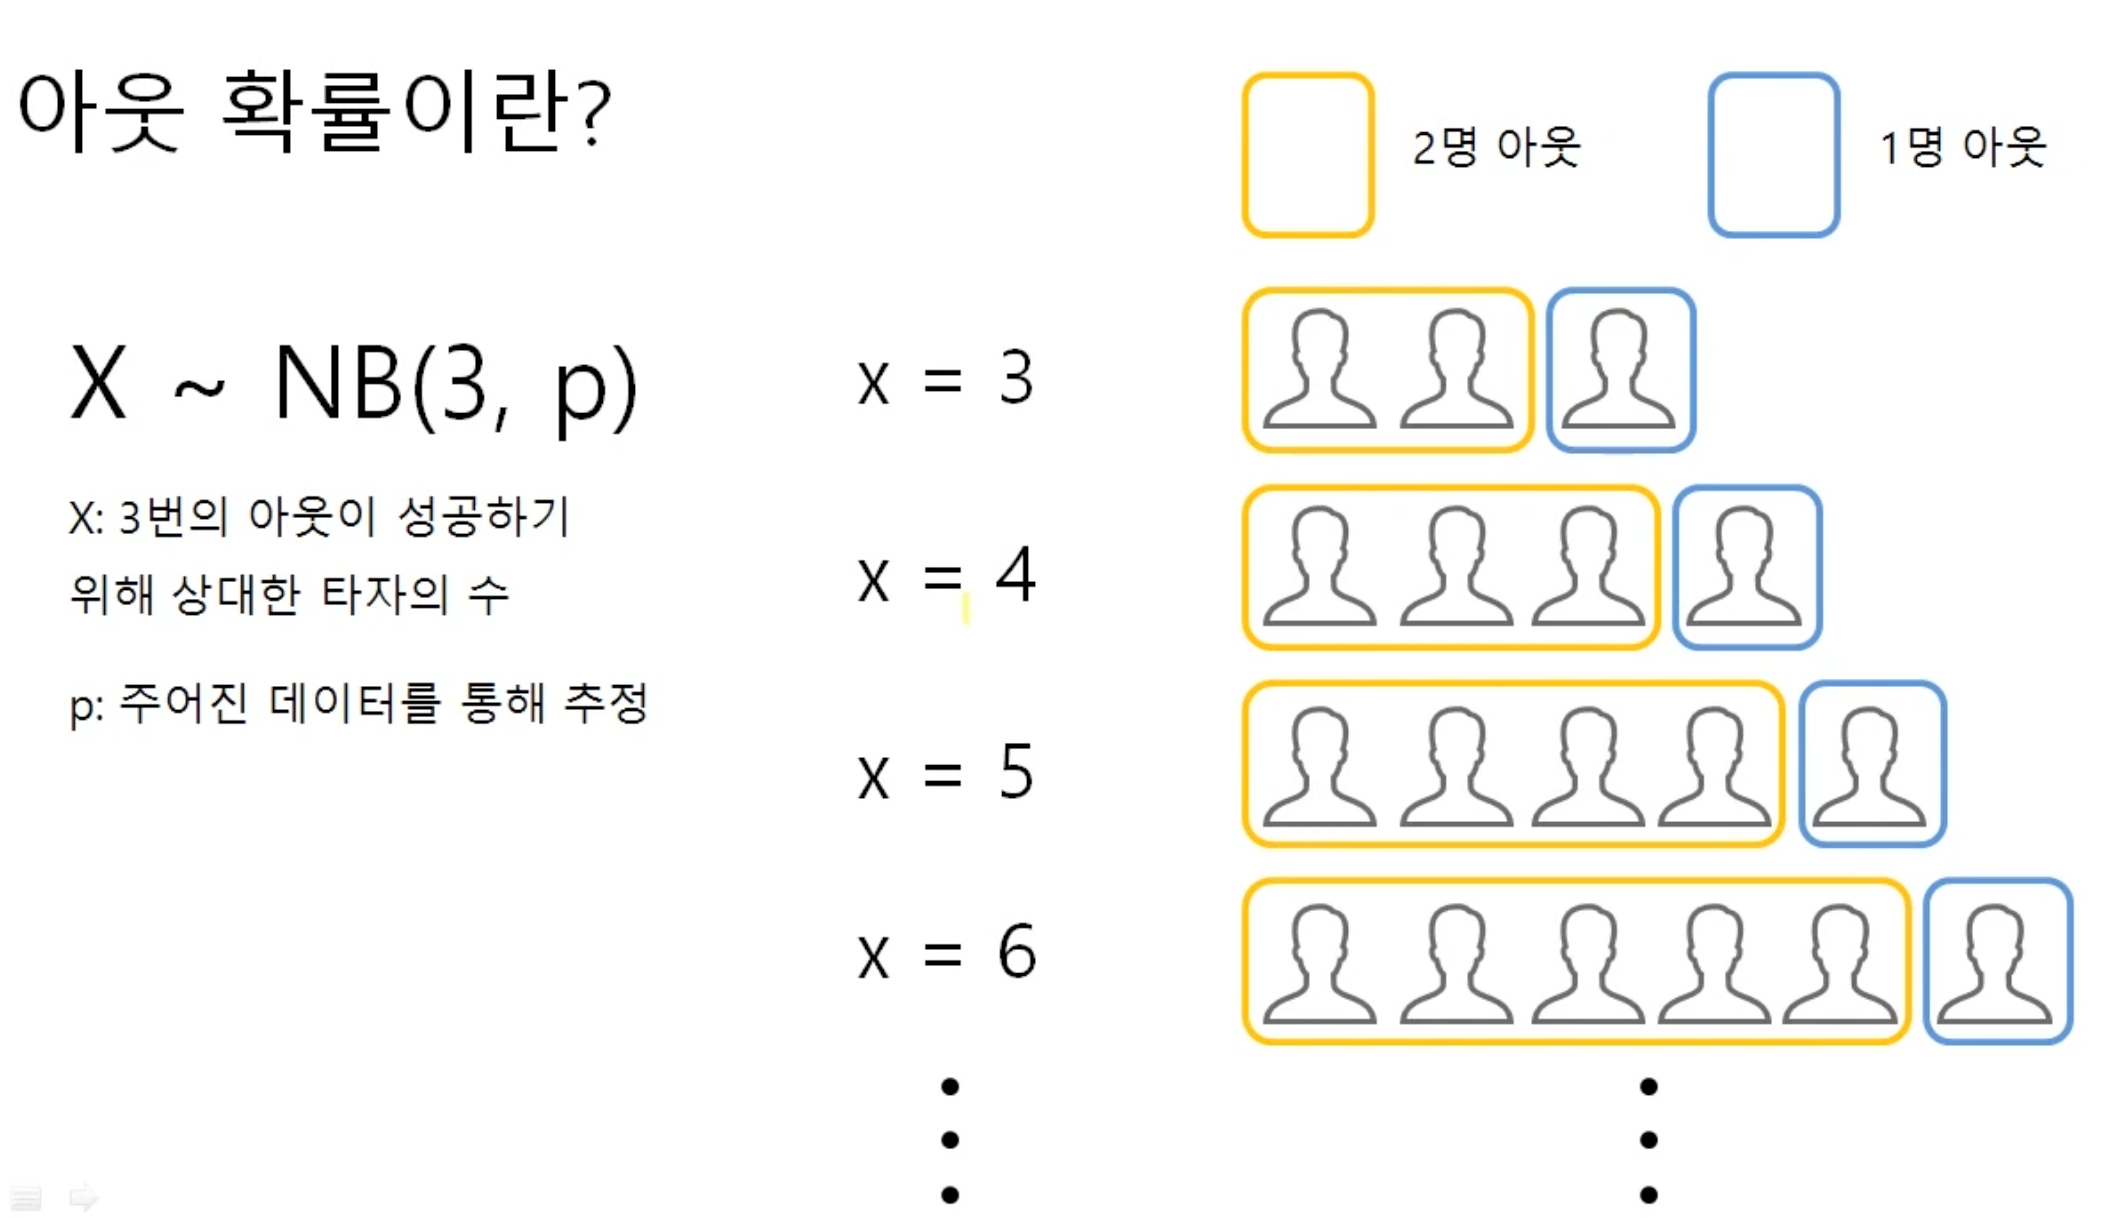 아웃 확률이란?
2명 아웃
1명 아웃
X ~ NB(3, p)
X: 3번의 아웃이 성공하기
위해 상대한 타자의 수
p: 주어진 데이터를 통해 추정
x = 3
x = 4
x = 5
x = 6